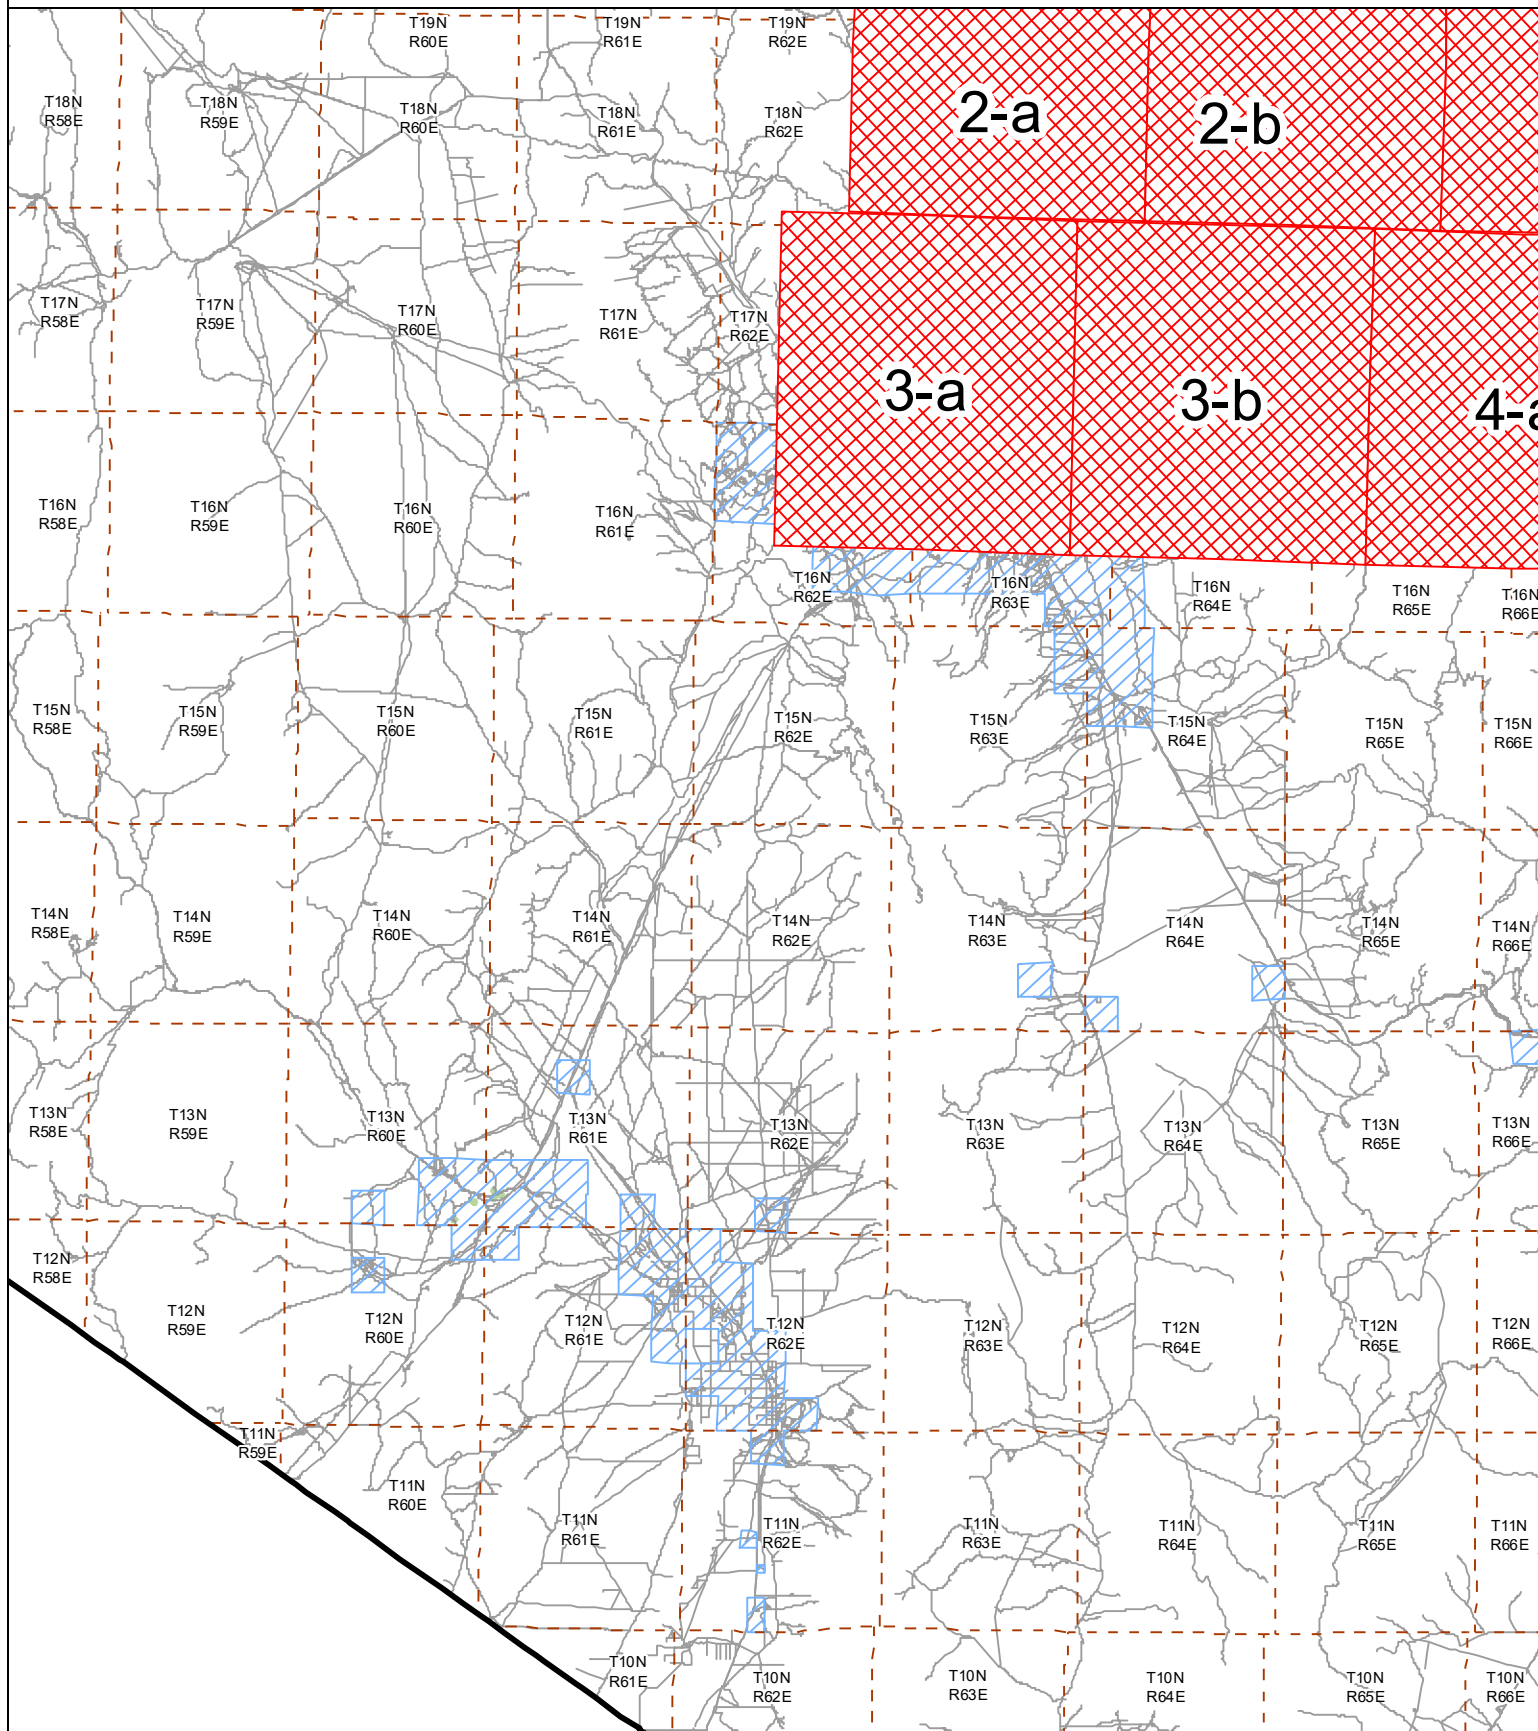 T19N
R60E
T19N
R61E
T19N
R62E
T18N
R58E
T18N
R59E
T18N
R60E
T18N
R61E
T18N
R62E
2-a
2-b
T17N
R58E
T17N
R59E
T17N
R60E
T17N
R61E
T17N
R62E
3-a
3-b
4-a
T16N
R58E
T16N
R59E
T16N
R60E
T16N
R61E
T16N
R62E
T16N
R63E
T16N
R64E
T16N
R65E
T16N
R66E
T15N
R58E
T15N
R59E
T15N
R60E
T15N
R61E
T15N
R62E
T15N
R63E
T15N
R64E
T15N
R65E
T15N
R66E
T14N
R58E
T14N
R59E
T14N
R60E
T14N
R61E
T14N
R62E
T14N
R63E
T14N
R64E
T14N
R65E
T14N
R66E
T13N
R58E
T13N
R59E
T13N
R60E
T13N
R61E
T13N
R62E
T13N
R63E
T13N
R64E
T13N
R65E
T13N
R66E
T12N
R58E
T12N
R59E
T12N
R60E
T12N
R61E
T12N
R62E
T12N
R63E
T12N
R64E
T12N
R65E
T12N
R66E
T11N
R59E
T11N
R60E
T11N
R61E
T11N
R62E
T11N
R63E
T11N
R64E
T11N
R65E
T11N
R66E
T10N
R61E
T10N
R62E
T10N
R63E
T10N
R64E
T10N
R65E
T10N
R66E